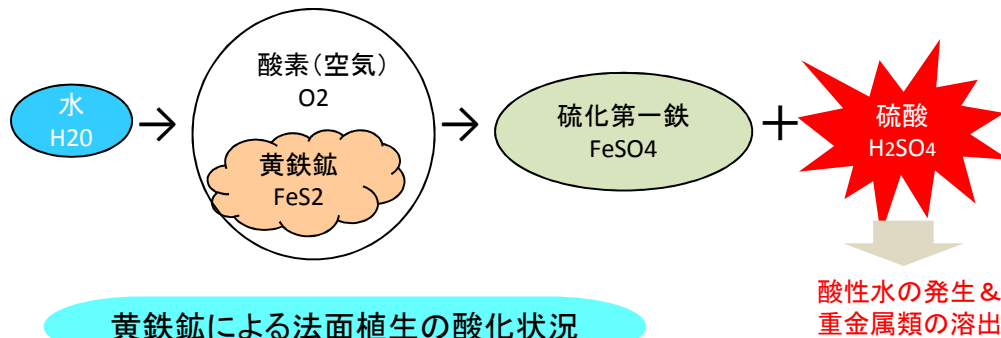 水
H20
酸素（空気）
O2
黄鉄鉱
FeS2
硫化第一鉄
FeSO4
硫酸
H2SO4
酸性水の発生＆
重金属類の溶出
黄鉄鉱による法面植生の酸化状況